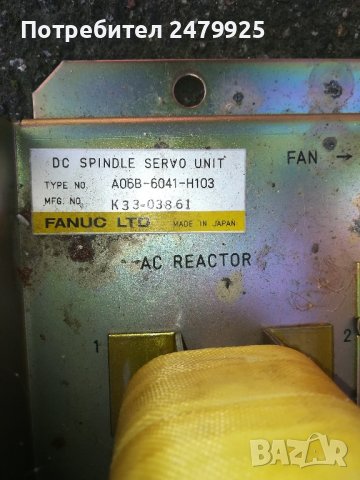 Потребител 2479925
DC SPINDLE SERVO UNIT
FAN →
TYPE NO. A06B-6041-H103
MFG. NO. K33-03861
FANUC LTD MADE IN JAPAN
AC REACTOR
1
2
BAZAR